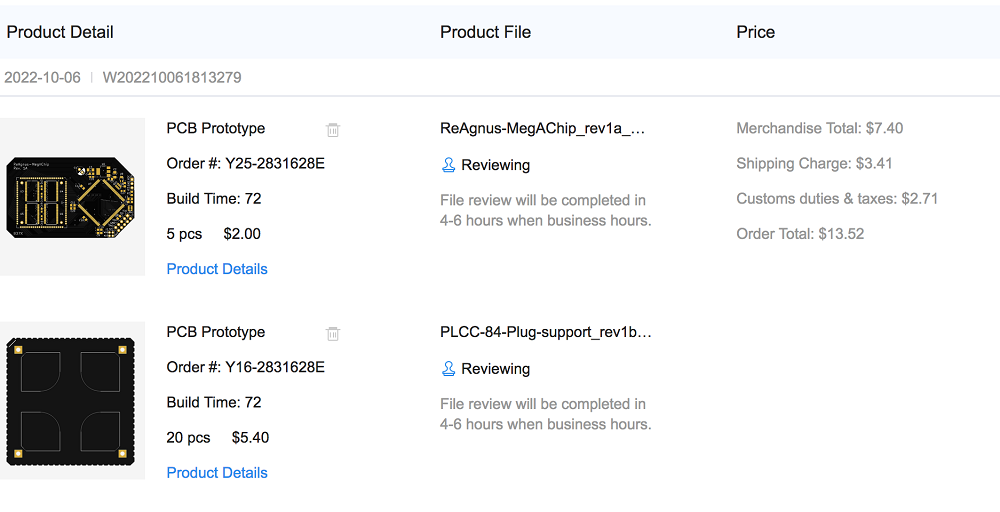 Product Detail Product File Price
2022-10-06 | W202210061813279
PCB Prototype
Order #: Y25-2831628E
Build Time: 72
5 pcs $2.00
Product Details
ReAgnus-MegAChip_rev1a_...
Reviewing
File review will be completed in
4-6 hours when business hours.
Merchandise Total: $7.40
Shipping Charge: $3.41
Customs duties & taxes: $2.71
Order Total: $13.52
ReAgnus-MegAChip
PCB Prototype
Order #: Y16-2831628E
Build Time: 72
20 pcs $5.40
Product Details
PLCC-84-Plug-support_rev1b...
Reviewing
File review will be completed in
4-6 hours when business hours.